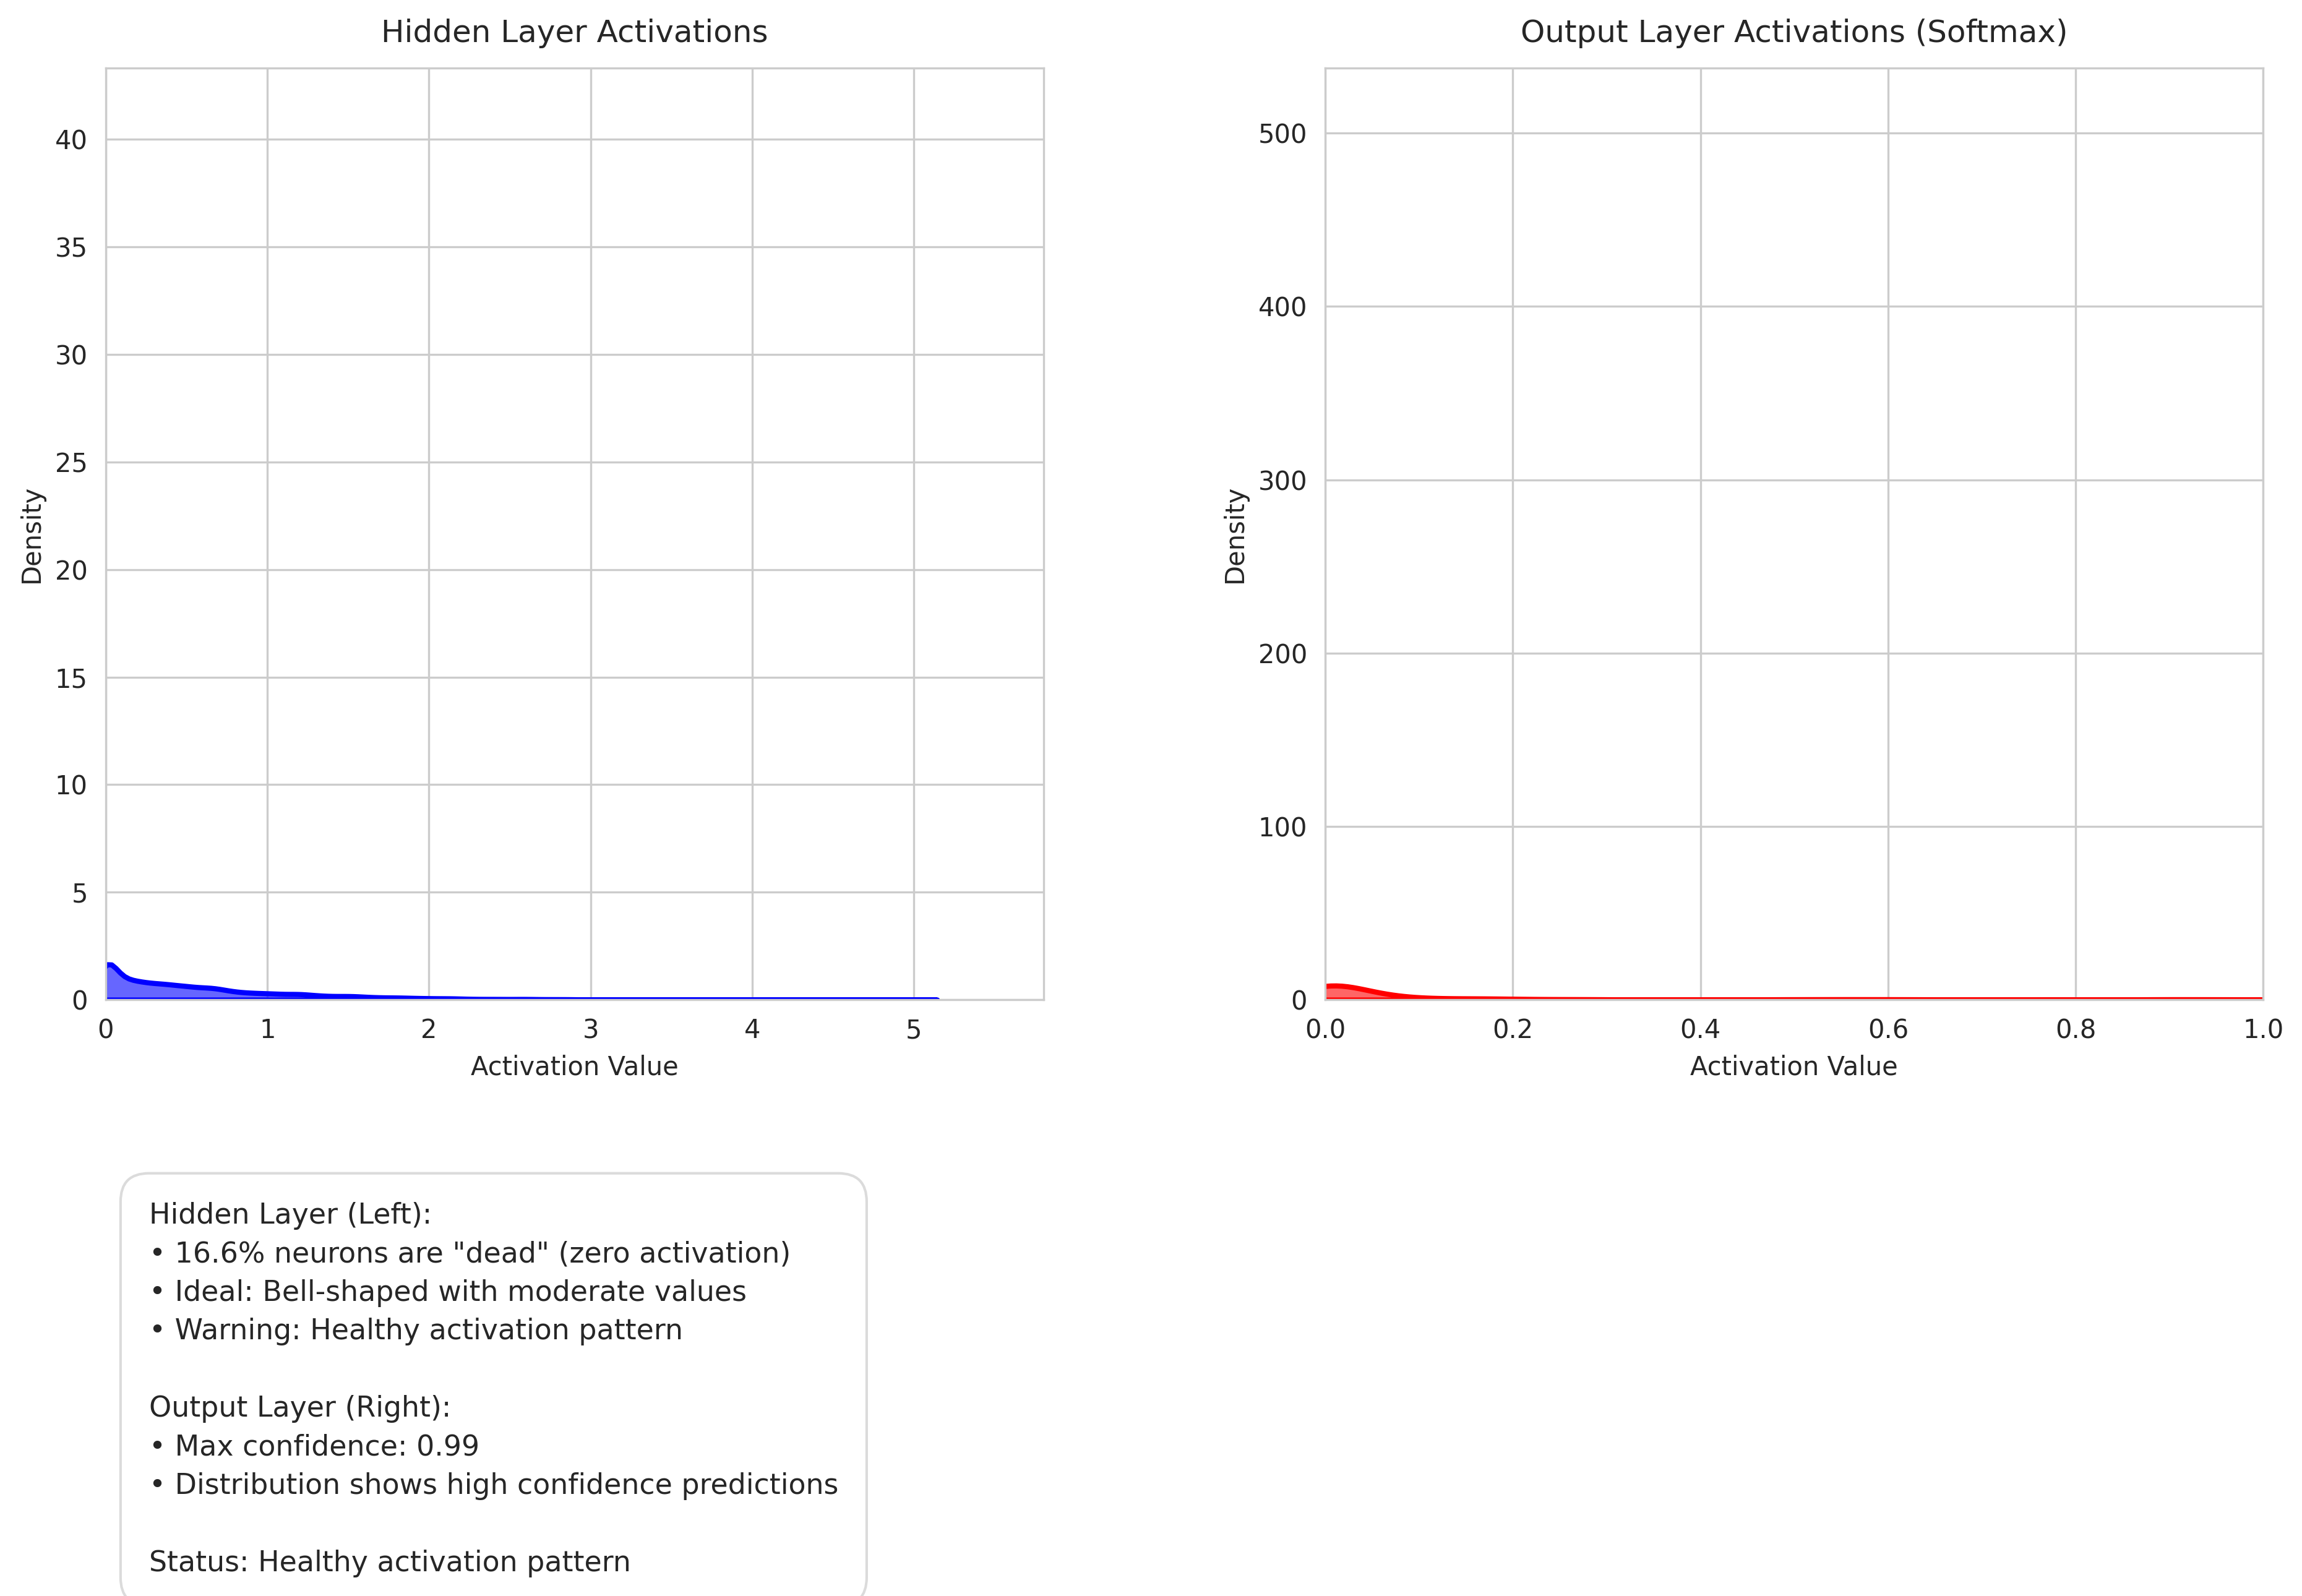 Hidden Layer Activations
40
35
30
25
20
15
10
5
0
Density
0 1 2 3 4 5
Activation Value
Output Layer Activations (Softmax)
500
400
300
200
100
0
Density
0.0 0.2 0.4 0.6 0.8 1.0
Activation Value
Hidden Layer (Left):
• 16.6% neurons are "dead" (zero activation)
• Ideal: Bell-shaped with moderate values
• Warning: Healthy activation pattern
Output Layer (Right):
• Max confidence: 0.99
• Distribution shows high confidence predictions
Status: Healthy activation pattern